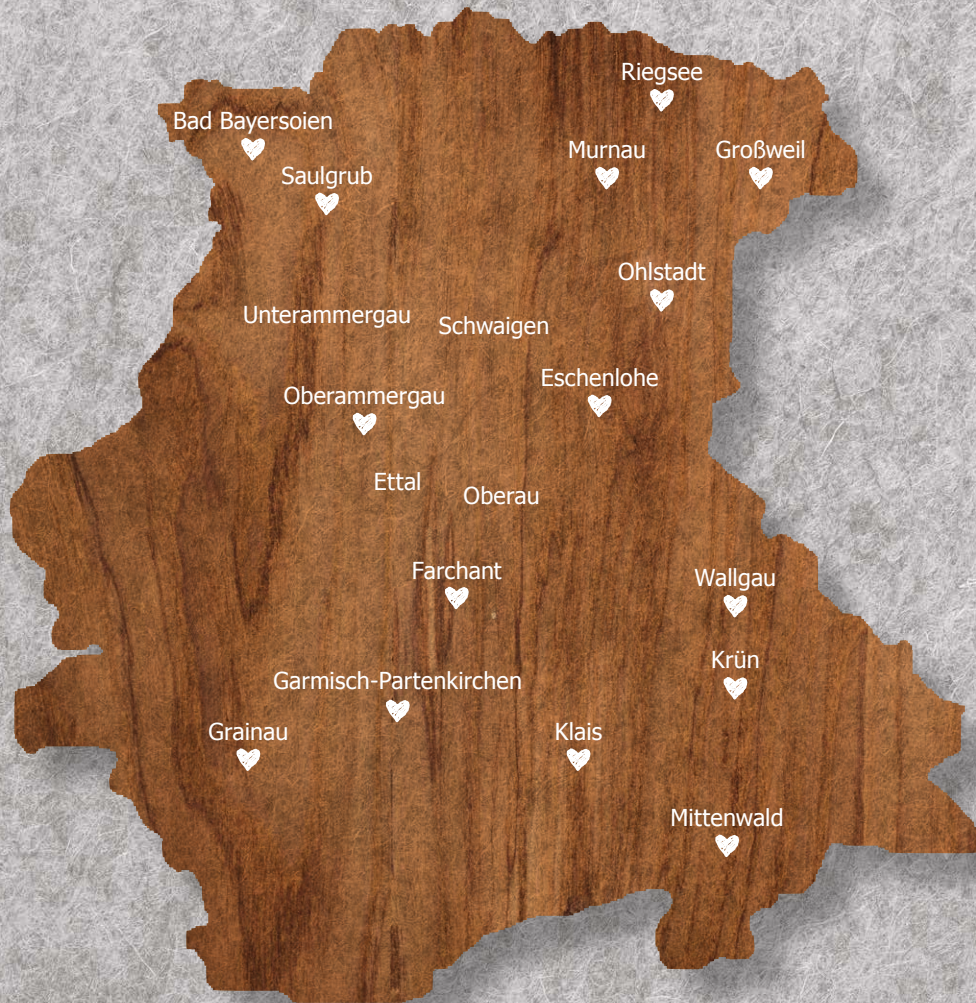 Riegsee
Bad Bayersoien
Murnau
Großweil
Saulgrub
Ohlstadt
Unterammergau
Schwaigen
Eschenlohe
Oberammergau
Ettal
Oberau
Farchant
Wallgau
Krün
Garmisch-Partenkirchen
Grainau
Klais
Mittenwald